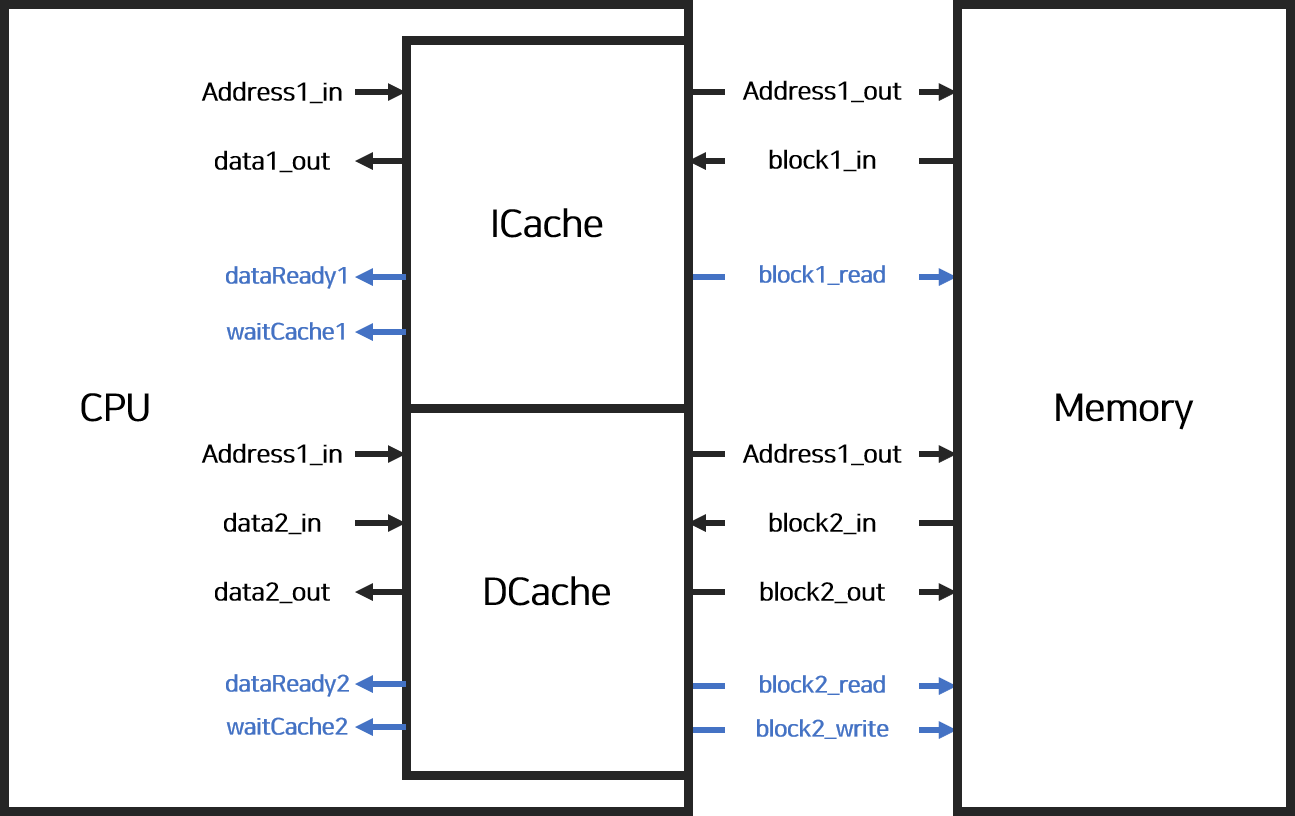 Address1_in
Address1_out
data1_out
block1_in
ICache
dataReady1
block1_read
waitCache1
CPU
Memory
Address1_in
Address1_out
data2_in
block2_in
data2_out
DCache
block2_out
dataReady2
block2_read
waitCache2
block2_write